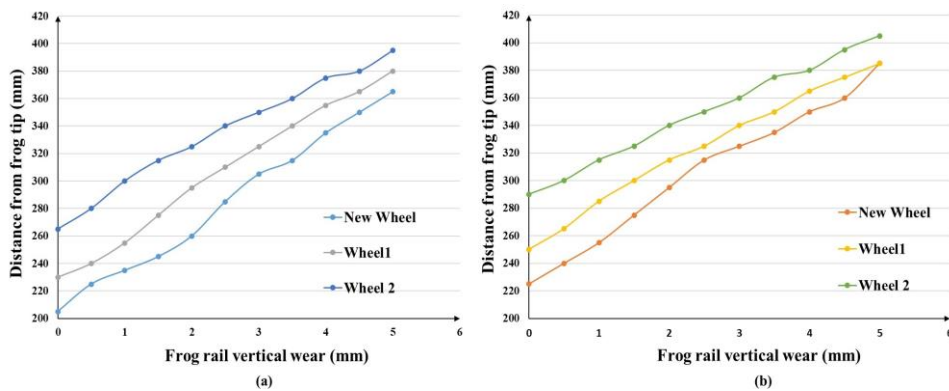 420
400
380
360
340
320
300
280
260
240
220
200
Distance from frog tip (mm)
New Wheel
Wheel1
Wheel 2
0 1 2 3 4 5 6
Frog rail vertical wear (mm)
(a)
420
400
380
360
340
320
300
280
260
240
220
200
Distance from frog tip (mm)
New Wheel
Wheel1
Wheel 2
0 1 2 3 4 5 6
Frog rail vertical wear (mm)
(b)